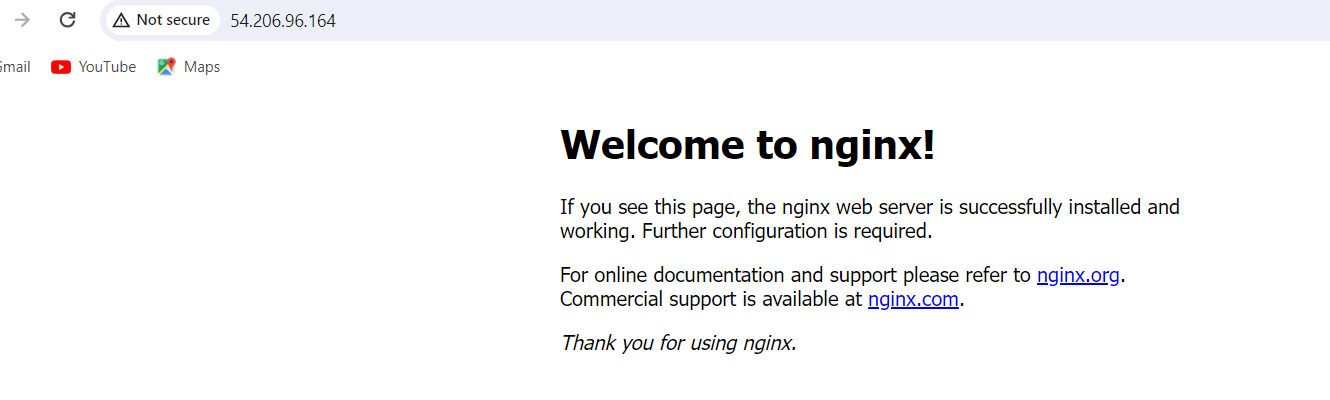 Not secure 54.206.96.164
YouTube Maps
Welcome to nginx!
If you see this page, the nginx web server is successfully installed and
working. Further configuration is required.
For online documentation and support please refer to nginx.org.
Commercial support is available at nginx.com.
Thank you for using nginx.